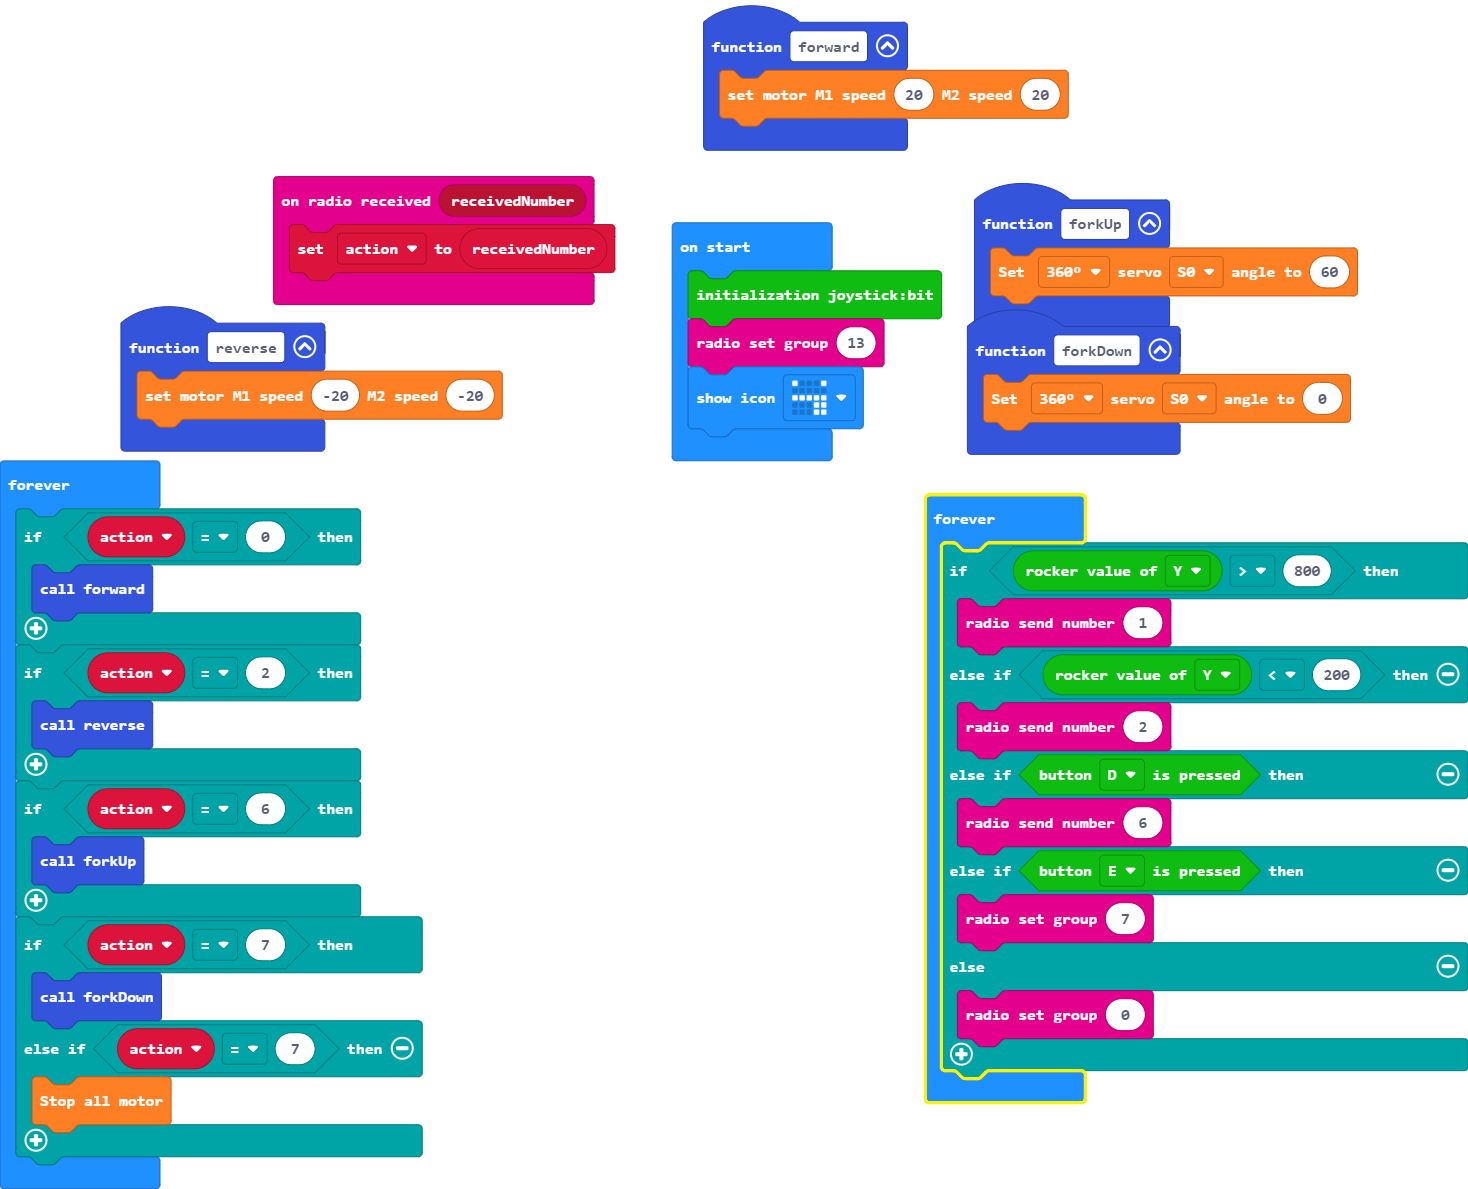 function forward
set motor M1 speed 20 M2 speed 20
on radio received receivedNumber
set action to receivedNumber
function reverse
set motor M1 speed -20 M2 speed -20
on start
initialization joystick:bit
radio set group 13
show icon
function forkUp
Set 360º servo S0 angle to 60
function forkDown
Set 360º servo S0 angle to 0
forever
if action = 0 then
call forward
if action = 2 then
call reverse
if action = 6 then
call forkUp
if action = 7 then
call forkDown
else if action = 7 then
Stop all motor
forever
if rocker value of Y > 800 then
radio send number 1
else if rocker value of Y < 200 then
radio send number 2
else if button D is pressed then
radio send number 6
else if button E is pressed then
radio set group 7
else
radio set group 0